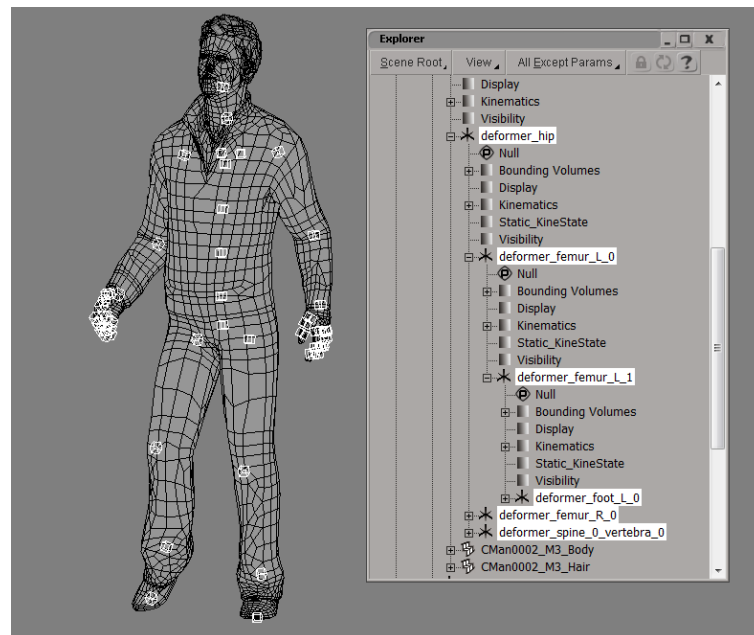 Explorer
Scene Root, View All Except Params ?
Display
Kinematics
Visibility
deformer_hip
P Null
Bounding Volumes
Display
Kinematics
Static_KineState
Visibility
deformer_femur_L_0
P Null
Bounding Volumes
Display
Kinematics
Static_KineState
Visibility
deformer_femur_L_1
P Null
Bounding Volumes
Display
Kinematics
Static_KineState
Visibility
deformer_foot_L_0
deformer_femur_R_0
deformer_spine_0_vertebra_0
CMan0002_M3_Body
CMan0002_M3_Hair